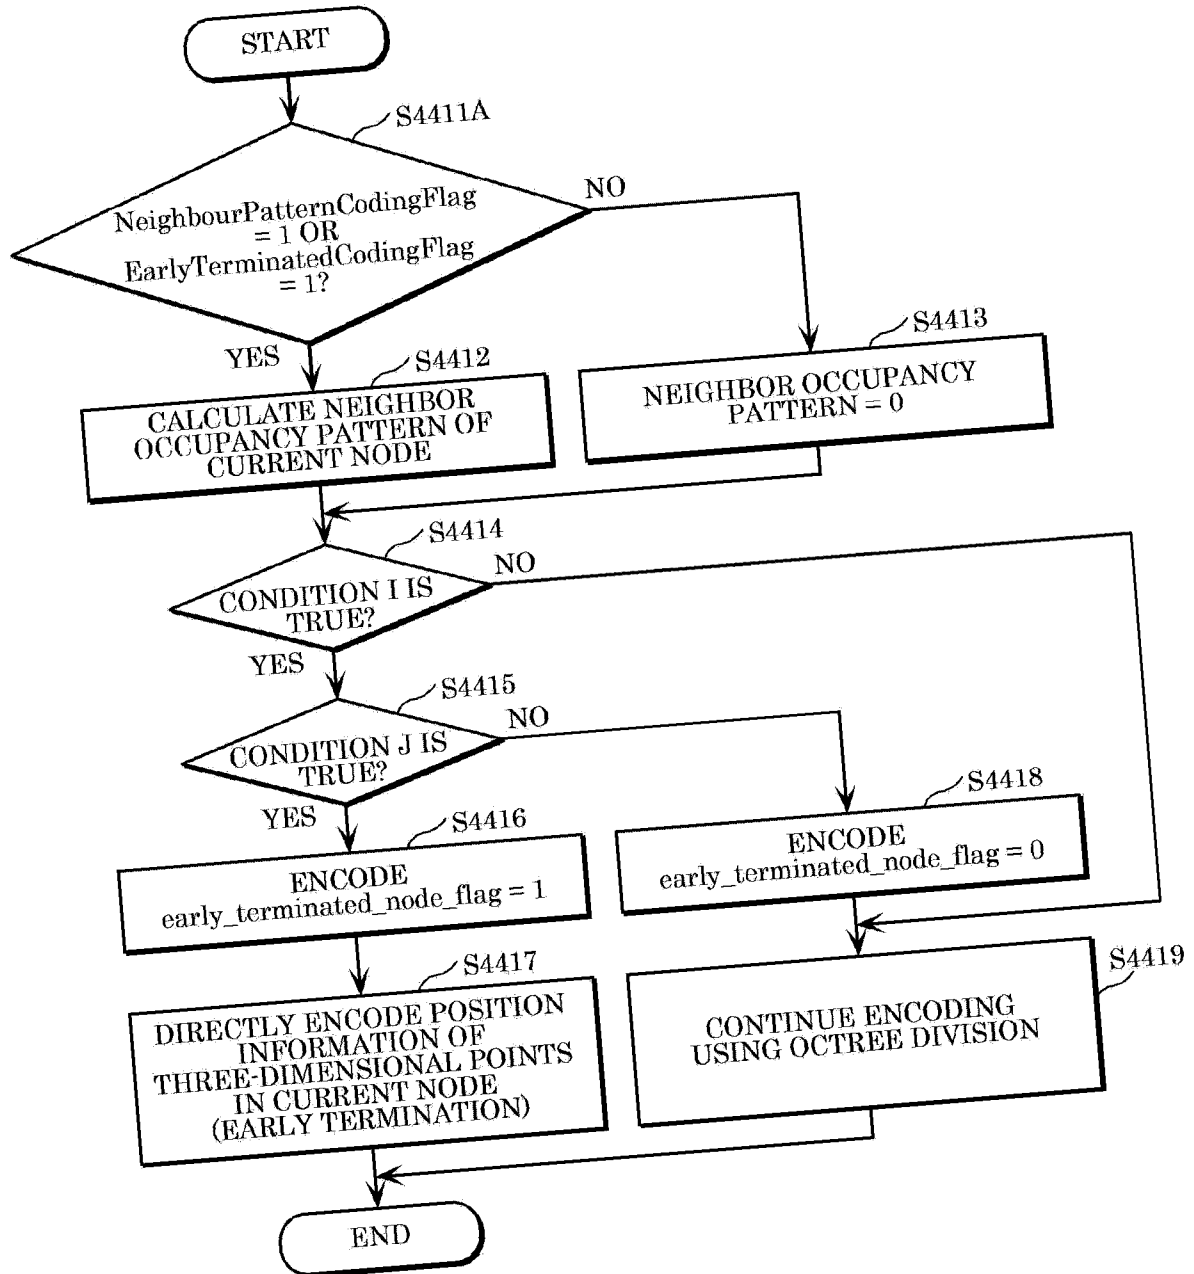 START
S4411A
NeighbourPatternCodingFlag
= 1 OR
EarlyTerminatedCodingFlag
= 1?
NO
YES
S4412
CALCULATE NEIGHBOR
OCCUPANCY PATTERN OF
CURRENT NODE
S4413
NEIGHBOR OCCUPANCY
PATTERN = 0
S4414
CONDITION I IS
TRUE?
NO
YES
S4415
CONDITION J IS
TRUE?
NO
YES
S4416
ENCODE
early_terminated_node_flag = 1
S4418
ENCODE
early_terminated_node_flag = 0
S4417
DIRECTLY ENCODE POSITION
INFORMATION OF
THREE-DIMENSIONAL POINTS
IN CURRENT NODE
(EARLY TERMINATION)
S4419
CONTINUE ENCODING
USING OCTREE DIVISION
END